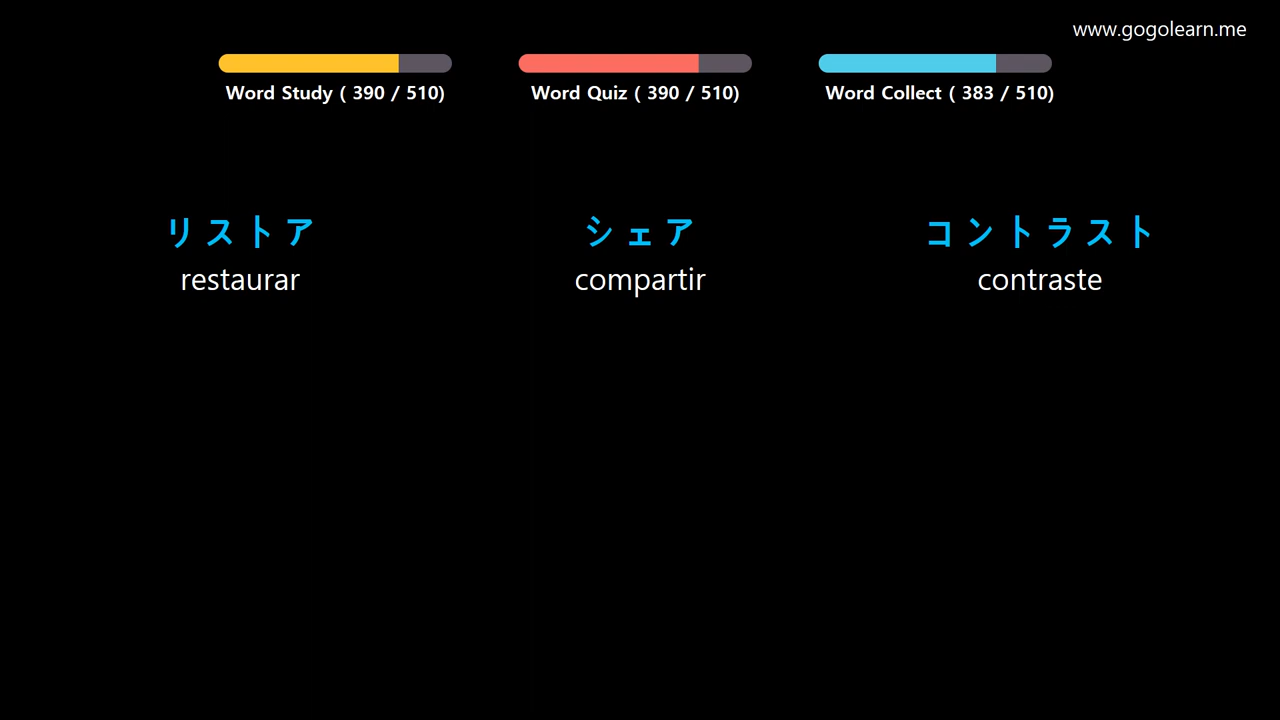 www.gogolearn.me
Word Study ( 390 / 510)
Word Quiz ( 390 / 510)
Word Collect ( 383 / 510)
リストア
restaurar
シェア
compartir
コントラスト
contraste